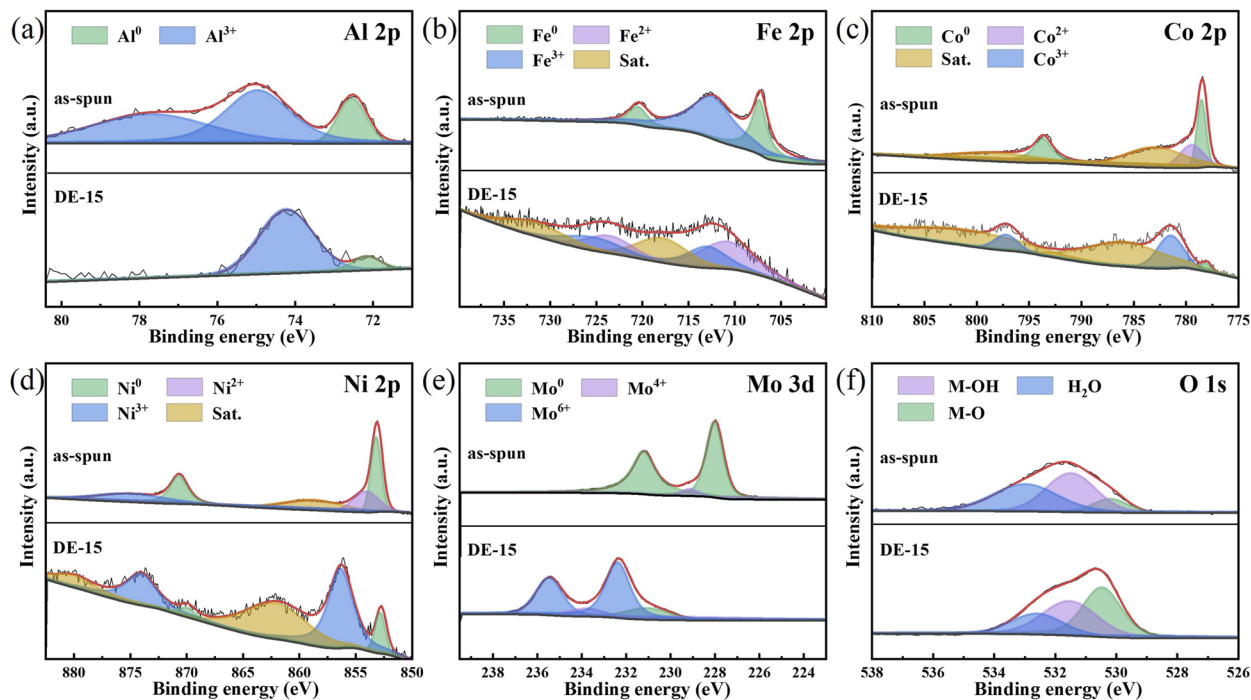 (a)
Al⁰ Al³⁺ Al 2p
as-spun
DE-15
Intensity (a.u.)
80 78 76 74 72
Binding energy (eV)
(b)
Fe⁰ Fe²⁺ Fe 2p
Fe³⁺ Sat.
as-spun
DE-15
Intensity (a.u.)
735 730 725 720 715 710 705
Binding energy (eV)
(c)
Co⁰ Co²⁺ Co 2p
Sat. Co³⁺
as-spun
DE-15
Intensity (a.u.)
810 805 800 795 790 785 780 775
Binding energy (eV)
(d)
Ni⁰ Ni²⁺ Ni 2p
Ni³⁺ Sat.
as-spun
DE-15
Intensity (a.u.)
880 875 870 865 860 855 850
Binding energy (eV)
(e)
Mo⁰ Mo⁴⁺ Mo 3d
Mo⁶⁺
as-spun
DE-15
Intensity (a.u.)
238 236 234 232 230 228 226 224
Binding energy (eV)
(f)
M-OH H₂O O 1s
M-O
as-spun
DE-15
Intensity (a.u.)
538 536 534 532 530 528 526
Binding energy (eV)